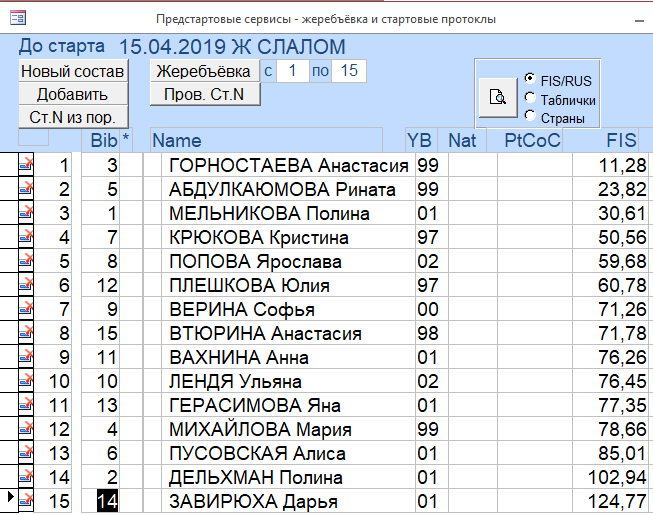 Предстартовые сервисы - жеребьёвка и стартовые протоклы
До старта 15.04.2019 Ж СЛАЛОМ
Новый состав Жеребьёвка с 1 по 15 FIS/RUS
Добавить Пров. Ст.N Таблички
Ст.N из пор. Страны
Bib * Name YB Nat PtCoC FIS
1 3 ГОРНОСТАЕВА Анастасия 99 11,28
2 5 АБДУЛКАЮМОВА Рината 99 23,82
3 1 МЕЛЬНИКОВА Полина 01 30,61
4 7 КРЮКОВА Кристина 97 50,56
5 8 ПОПОВА Ярослава 02 59,68
6 12 ПЛЕШКОВА Юлия 97 60,78
7 9 ВЕРИНА Софья 00 71,26
8 15 ВТЮРИНА Анастасия 98 71,78
9 11 ВАХНИНА Анна 01 76,26
10 10 ЛЕНДЯ Ульяна 02 76,45
11 13 ГЕРАСИМОВА Яна 01 77,35
12 4 МИХАЙЛОВА Мария 99 78,66
13 6 ПУСОВСКАЯ Алиса 01 85,01
14 2 ДЕЛЬХМАН Полина 01 102,94
15 14 ЗАВИРЮХА Дарья 01 124,77